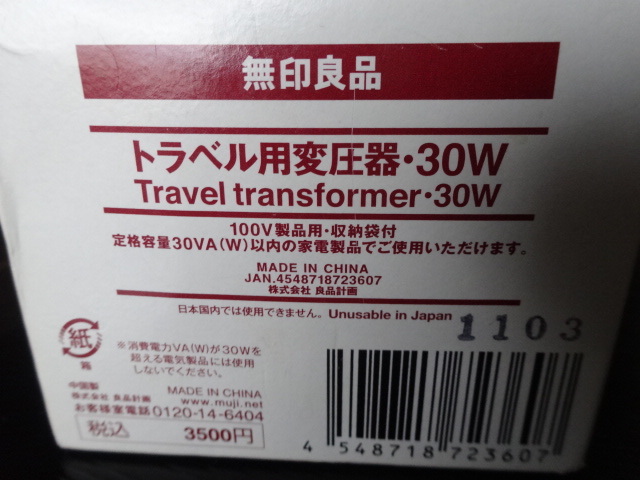 無印良品
トラベル用変圧器・30W
Travel transformer・30W
100V製品用・収納袋付
定格容量30VA(W)以内の家電製品でご使用いただけます。
MADE IN CHINA
JAN.4548718723607
株式会社 良品計画
日本国内では使用できません。 Unusable in Japan
1103
紙
箱
※消費電力VA(W)が30Wを
超える電気製品には使用
しないでください。
中国製 MADE IN CHINA
株式会社 良品計画 www.muji.net
お客様室電話0120-14-6404
税込 3500円
4 548718 723607